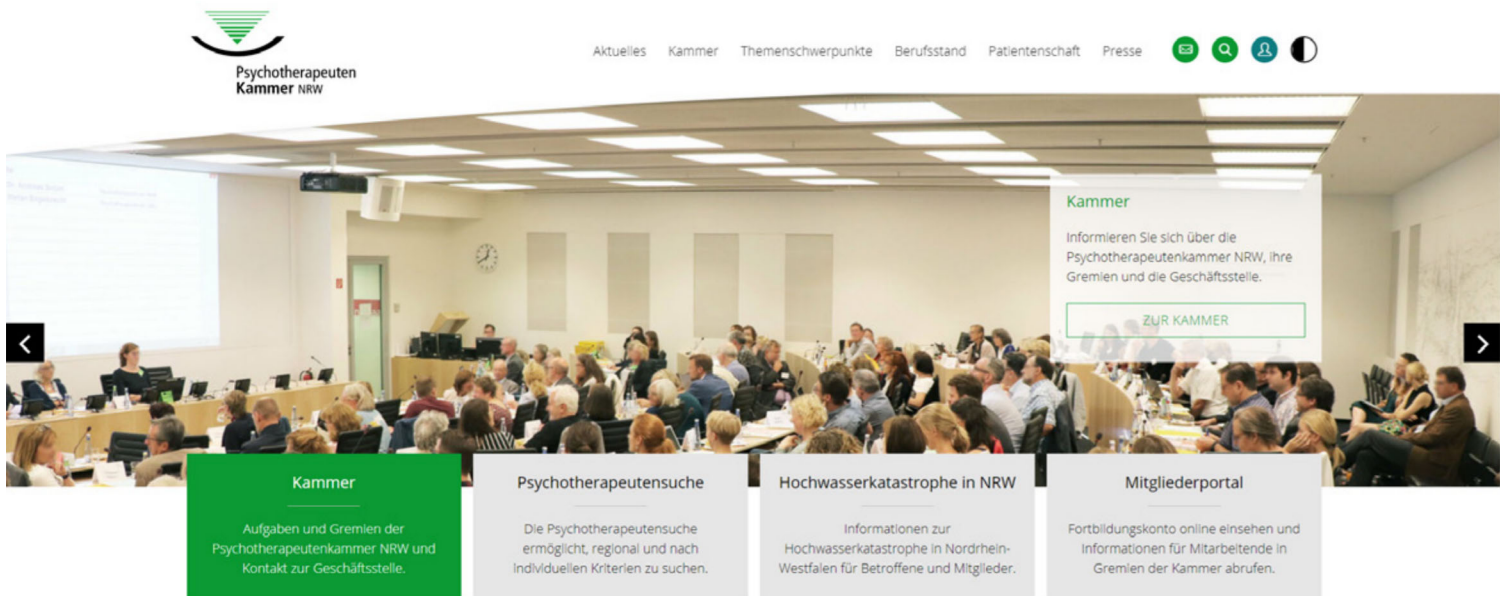 Psychotherapeuten
Kammer NRW
Aktuelles Kammer Themenschwerpunkte Berufsstand Patientenschaft Presse
Kammer
Informieren Sie sich über die
Psychotherapeutenkammer NRW, ihre
Gremien und die Geschäftsstelle.
ZUR KAMMER
Kammer
Aufgaben und Gremien der
Psychotherapeutenkammer NRW und
Kontakt zur Geschäftsstelle.
Psychotherapeutensuche
Die Psychotherapeutensuche
ermöglicht, regional und nach
individuellen Kriterien zu suchen.
Hochwasserkatastrophe in NRW
Informationen zur
Hochwasserkatastrophe in Nordrhein-
Westfalen für Betroffene und Mitglieder.
Mitgliederportal
Fortbildungskonto online einsehen und
Informationen für Mitarbeitende in
Gremien der Kammer abrufen.